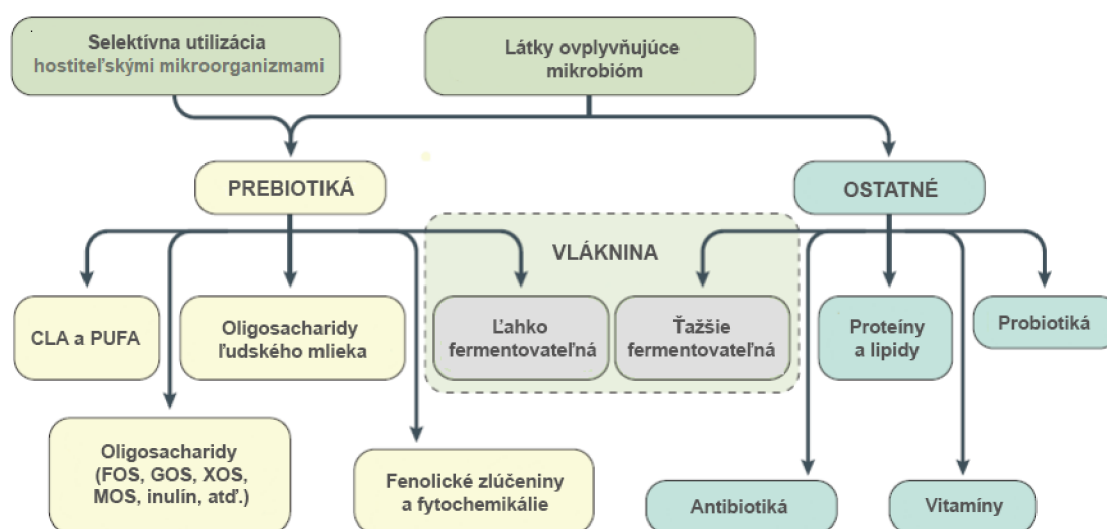 Selektívna utilizácia
hostiteľskými mikroorganizmami
Látky ovplyvňujúce
mikrobióm
PREBIOTIKÁ
OSTATNÉ
VLÁKNINA
CLA a PUFA
Oligosacharidy
ľudského mlieka
Ľahko
fermentovateľná
Ťažšie
fermentovateľná
Proteíny
a lipidy
Probiotiká
Oligosacharidy
(FOS, GOS, XOS,
MOS, inulín, atď.)
Fenolické zlúčeniny
a fytochemikálie
Antibiotiká
Vitamíny